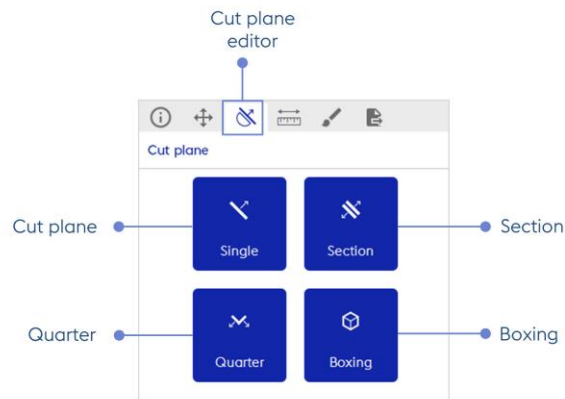 Cut plane
editor
Cut plane
Cut plane
Single
Section
Section
Quarter
Quarter
Boxing
Boxing